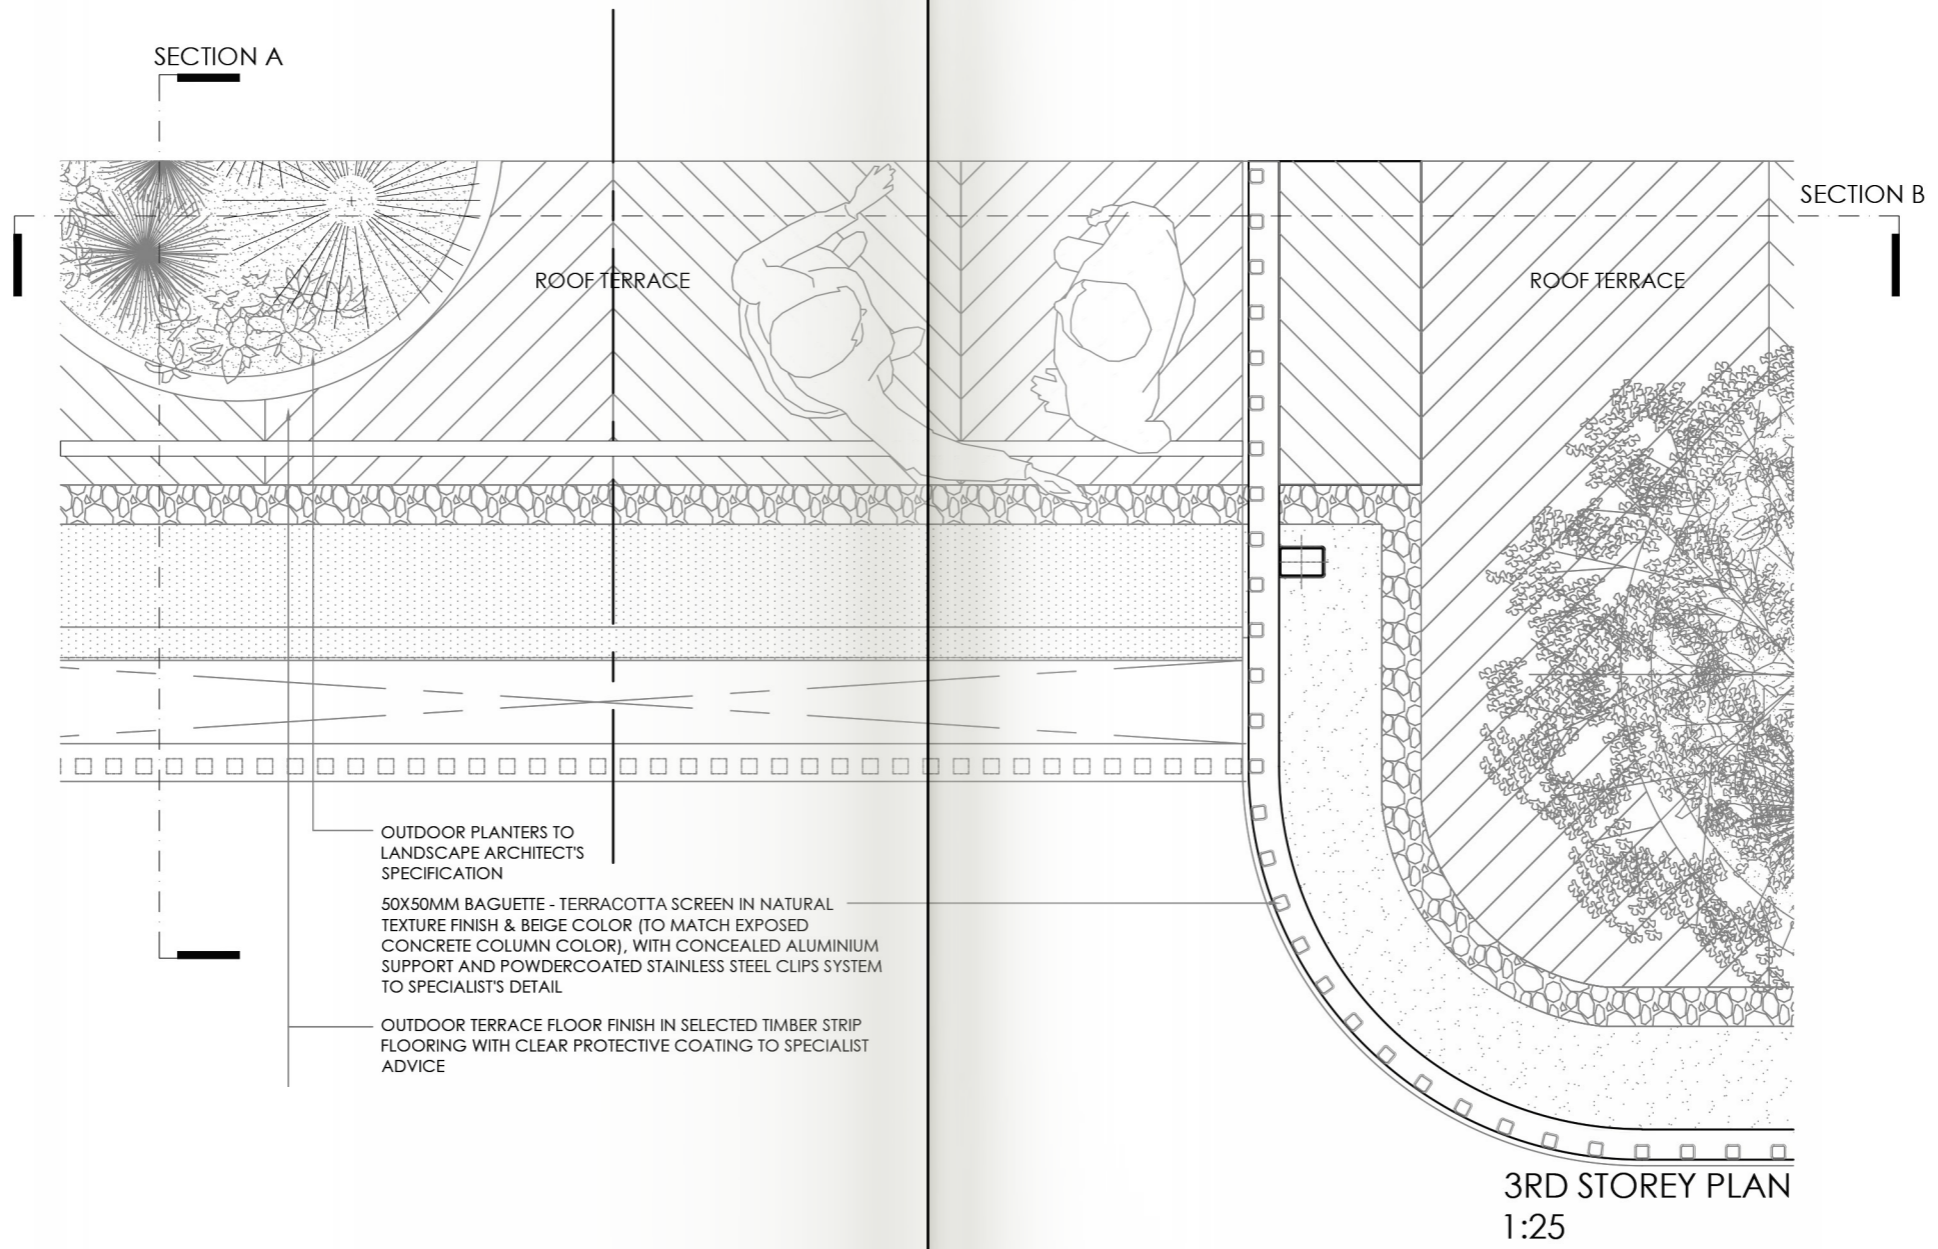 SECTION A
SECTION B
ROOF TERRACE
ROOF TERRACE
OUTDOOR PLANTERS TO
LANDSCAPE ARCHITECT'S
SPECIFICATION
50X50MM BAGUETTE - TERRACOTTA SCREEN IN NATURAL
TEXTURE FINISH & BEIGE COLOR (TO MATCH EXPOSED
CONCRETE COLUMN COLOR), WITH CONCEALED ALUMINIUM
SUPPORT AND POWDERCOATED STAINLESS STEEL CLIPS SYSTEM
TO SPECIALIST'S DETAIL
OUTDOOR TERRACE FLOOR FINISH IN SELECTED TIMBER STRIP
FLOORING WITH CLEAR PROTECTIVE COATING TO SPECIALIST
ADVICE
3RD STOREY PLAN
1:25